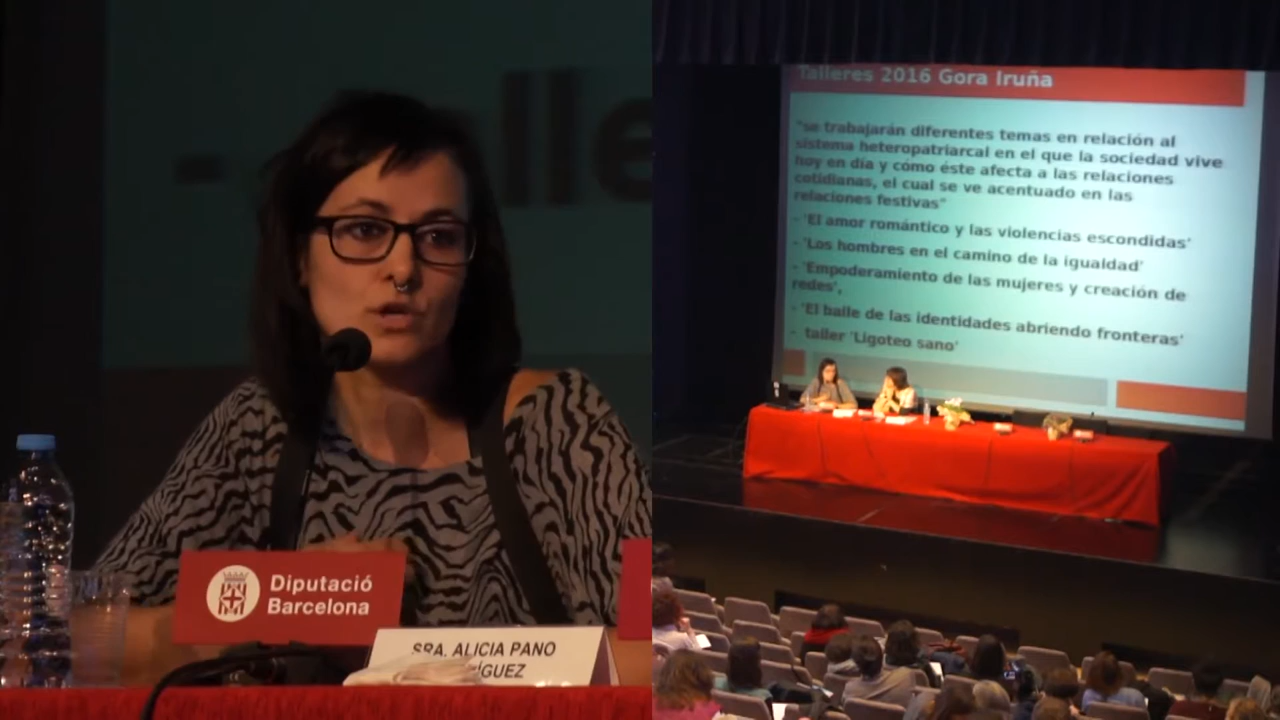 - Talle
Diputació
Barcelona
SRA. ALICIA PANO
ÍGUEZ
Talleres 2016 Gora Iruña
"se trabajarán diferentes temas en relación al
sistema heteropatriarcal en el que la sociedad vive
hoy en día y cómo éste afecta a las relaciones
cotidianas, el cual se ve acentuado en las
relaciones festivas"
- 'El amor romántico y las violencias escondidas'
- 'Los hombres en el camino de la igualdad'
- 'Empoderamiento de las mujeres y creación de
redes',
- 'El baile de las identidades abriendo fronteras'
- taller 'Ligoteo sano'